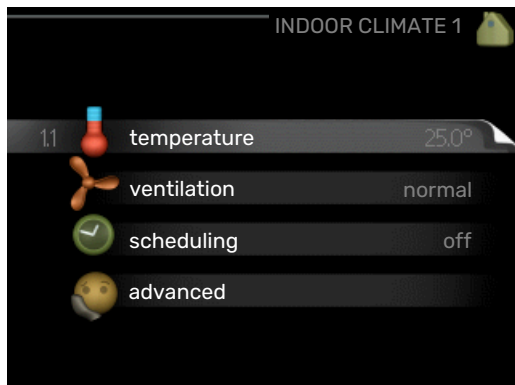 INDOOR CLIMATE 1
1.1 temperature 25.0°
ventilation normal
scheduling off
advanced